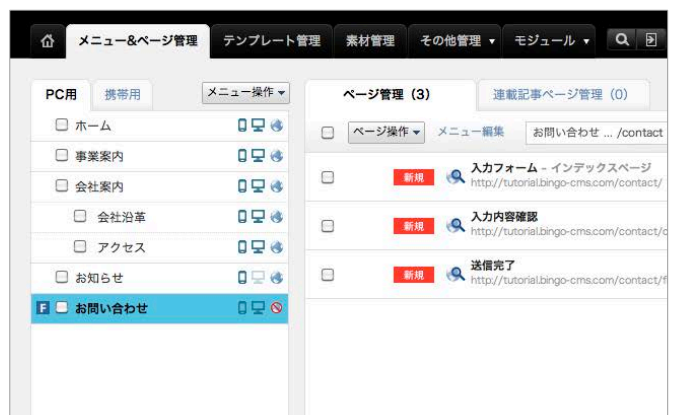 メニュー&ページ管理 テンプレート管理 素材管理 その他管理 ▼ モジュール ▼
PC用 携帯用 メニュー操作 ▼
ホーム
事業案内
会社案内
会社沿革
アクセス
お知らせ
F お問い合わせ
ページ管理 (3) 連載記事ページ管理 (0)
ページ操作 ▼ メニュー編集 お問い合わせ ... /contact
新規 入力フォーム - インデックスページ
http://tutorial.bingo-cms.com/contact/
新規 入力内容確認
http://tutorial.bingo-cms.com/contact/c
新規 送信完了
http://tutorial.bingo-cms.com/contact/f